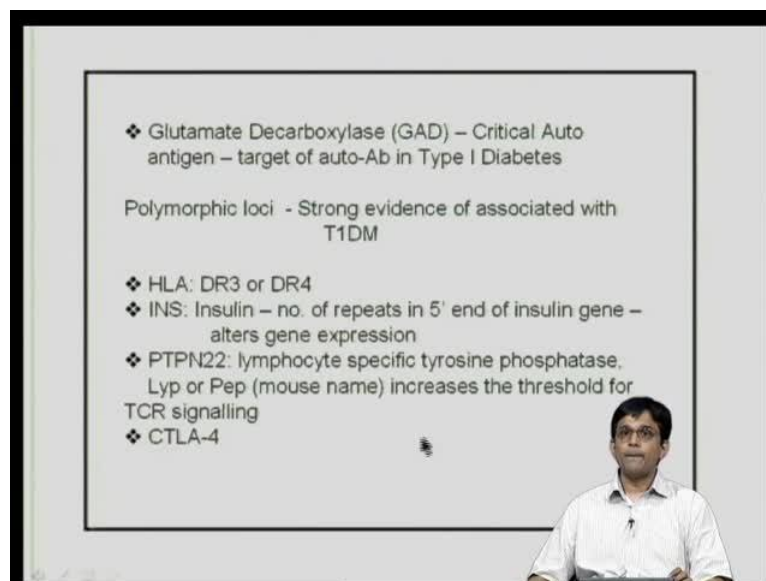 ❖ Glutamate Decarboxylase (GAD) – Critical Auto
antigen – target of auto-Ab in Type I Diabetes
Polymorphic loci - Strong evidence of associated with
T1DM
❖ HLA: DR3 or DR4
❖ INS: Insulin – no. of repeats in 5' end of insulin gene –
alters gene expression
❖ PTPN22: lymphocyte specific tyrosine phosphatase,
Lyp or Pep (mouse name) increases the threshold for
TCR signalling
❖ CTLA-4